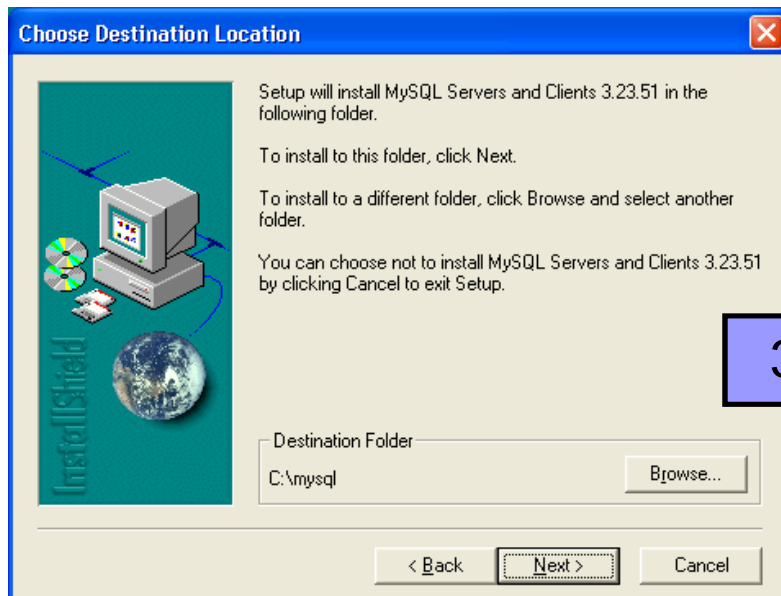 Choose Destination Location
Setup will install MySQL Servers and Clients 3.23.51 in the
following folder.
To install to this folder, click Next.
To install to a different folder, click Browse and select another
folder.
You can choose not to install MySQL Servers and Clients 3.23.51
by clicking Cancel to exit Setup.
InstallShield
3
Destination Folder
C:\mysql
Browse...
< Back
Next >
Cancel